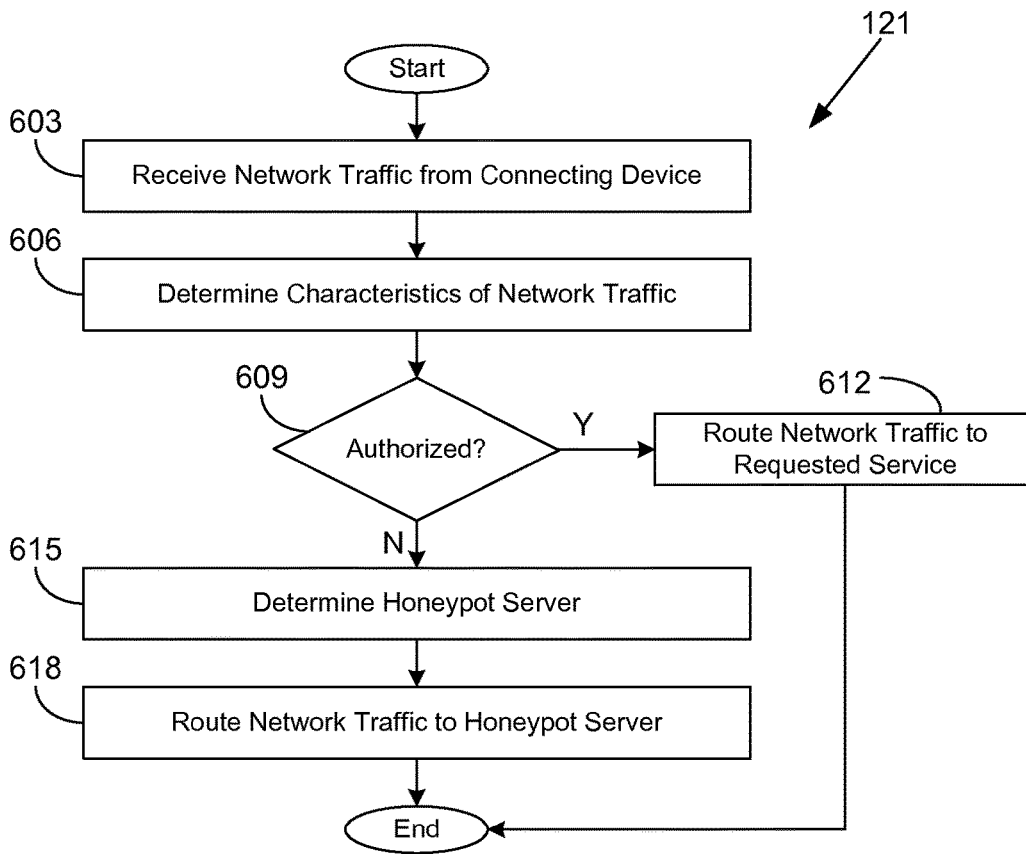 121
Start
603
Receive Network Traffic from Connecting Device
606
Determine Characteristics of Network Traffic
609
Authorized?
Y
612
Route Network Traffic to
Requested Service
N
615
Determine Honeypot Server
618
Route Network Traffic to Honeypot Server
End